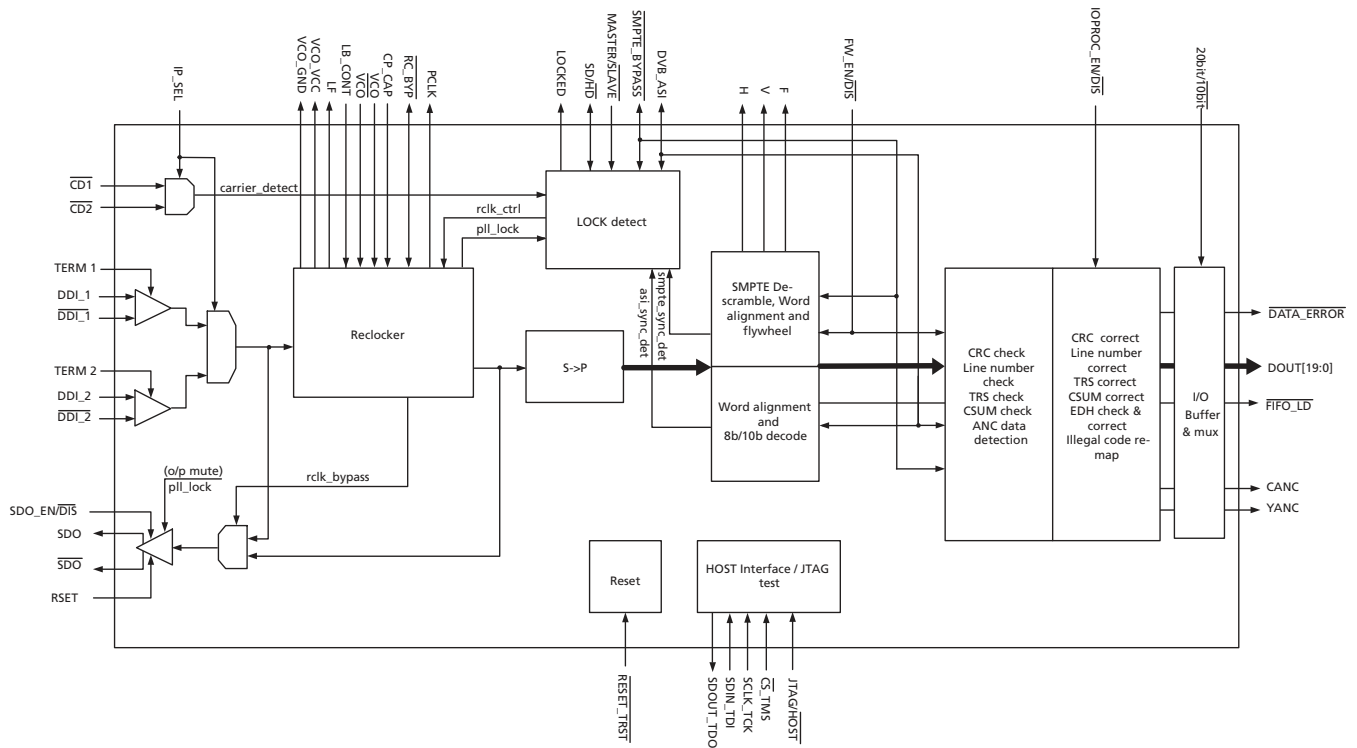 IP_SEL
VCO_GND
VCO_VCC
LF
LB_CONT
VCO
VCO
CP_CAP
RC_BYP
PCLK
LOCKED
SD/HD
MASTER/SLAVE
SMPTE_BYPASS
DVB_ASI
H
V
F
FW_EN/DIS
IOPROC_EN/DIS
20bit/10bit
CD1
CD2
carrier_detect
rclk_ctrl
pll_lock
LOCK detect
TERM 1
DDI_1
DDI_1
TERM 2
DDI_2
DDI_2
Reclocker
S->P
asi_sync_det
smpte_sync_det
SMPTE De-
scramble, Word
alignment and
flywheel
Word alignment
and
8b/10b decode
CRC check
Line number
check
TRS check
CSUM check
ANC data
detection
CRC correct
Line number
correct
TRS correct
CSUM correct
EDH check &
correct
Illegal code re-
map
I/O
Buffer
& mux
DATA_ERROR
DOUT[19:0]
FIFO_LD
CANC
YANC
rclk_bypass
(o/p mute)
pll_lock
SDO_EN/DIS
SDO
SDO
RSET
Reset
HOST Interface / JTAG
test
RESET_TRST
SDOUT_TDO
SDIN_TDI
SCLK_TCK
CS_TMS
JTAG/HOST